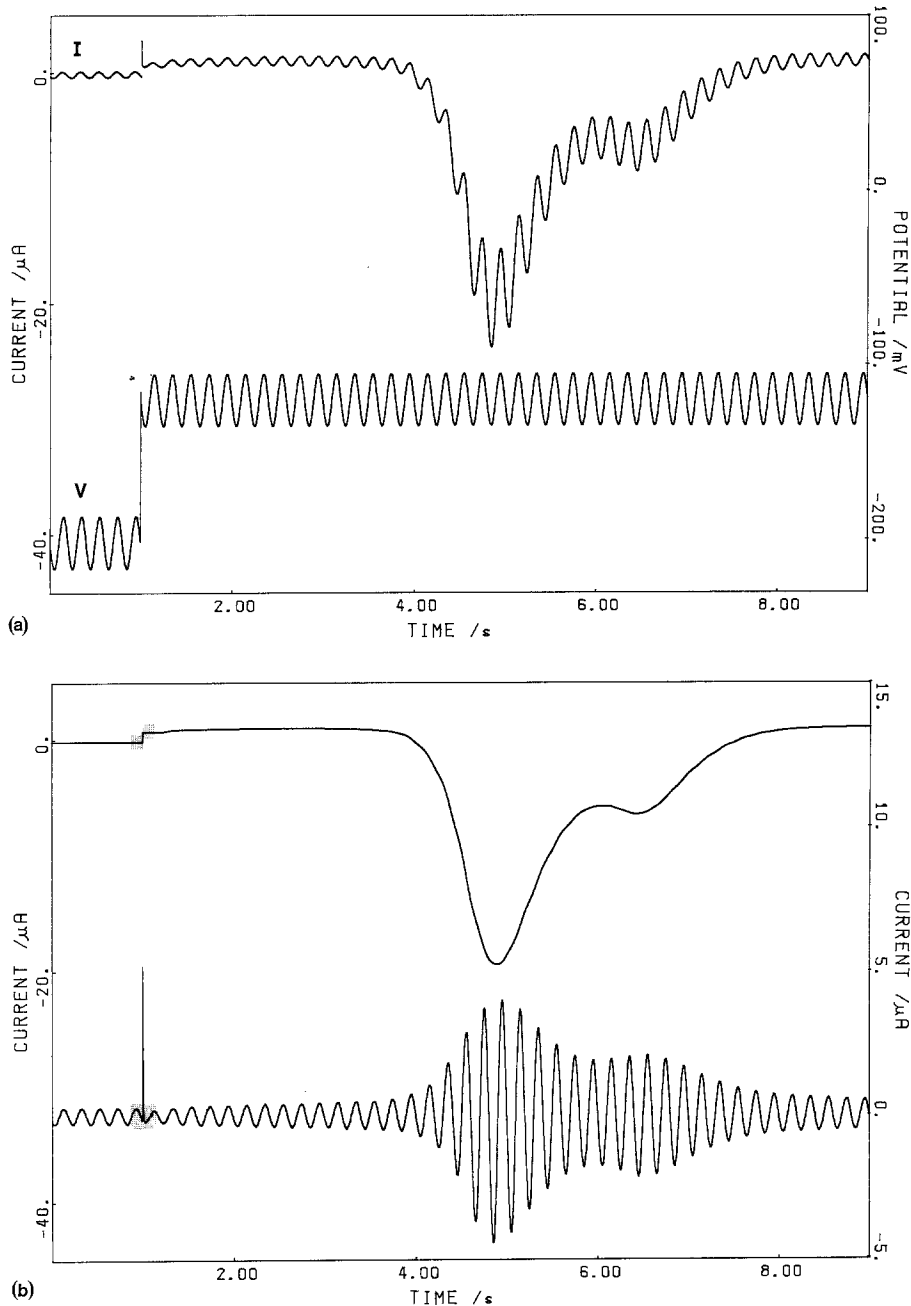 100.
I
0.
0.
CURRENT /μA
POTENTIAL /mV
-20.
-100.
V
-40.
-200.
2.00
4.00
6.00
8.00
(a)
TIME /s
15.
0.
10.
CURRENT /μA
CURRENT /μA
-20.
5.
0.
-40.
-5.
2.00
4.00
6.00
8.00
(b)
TIME /s